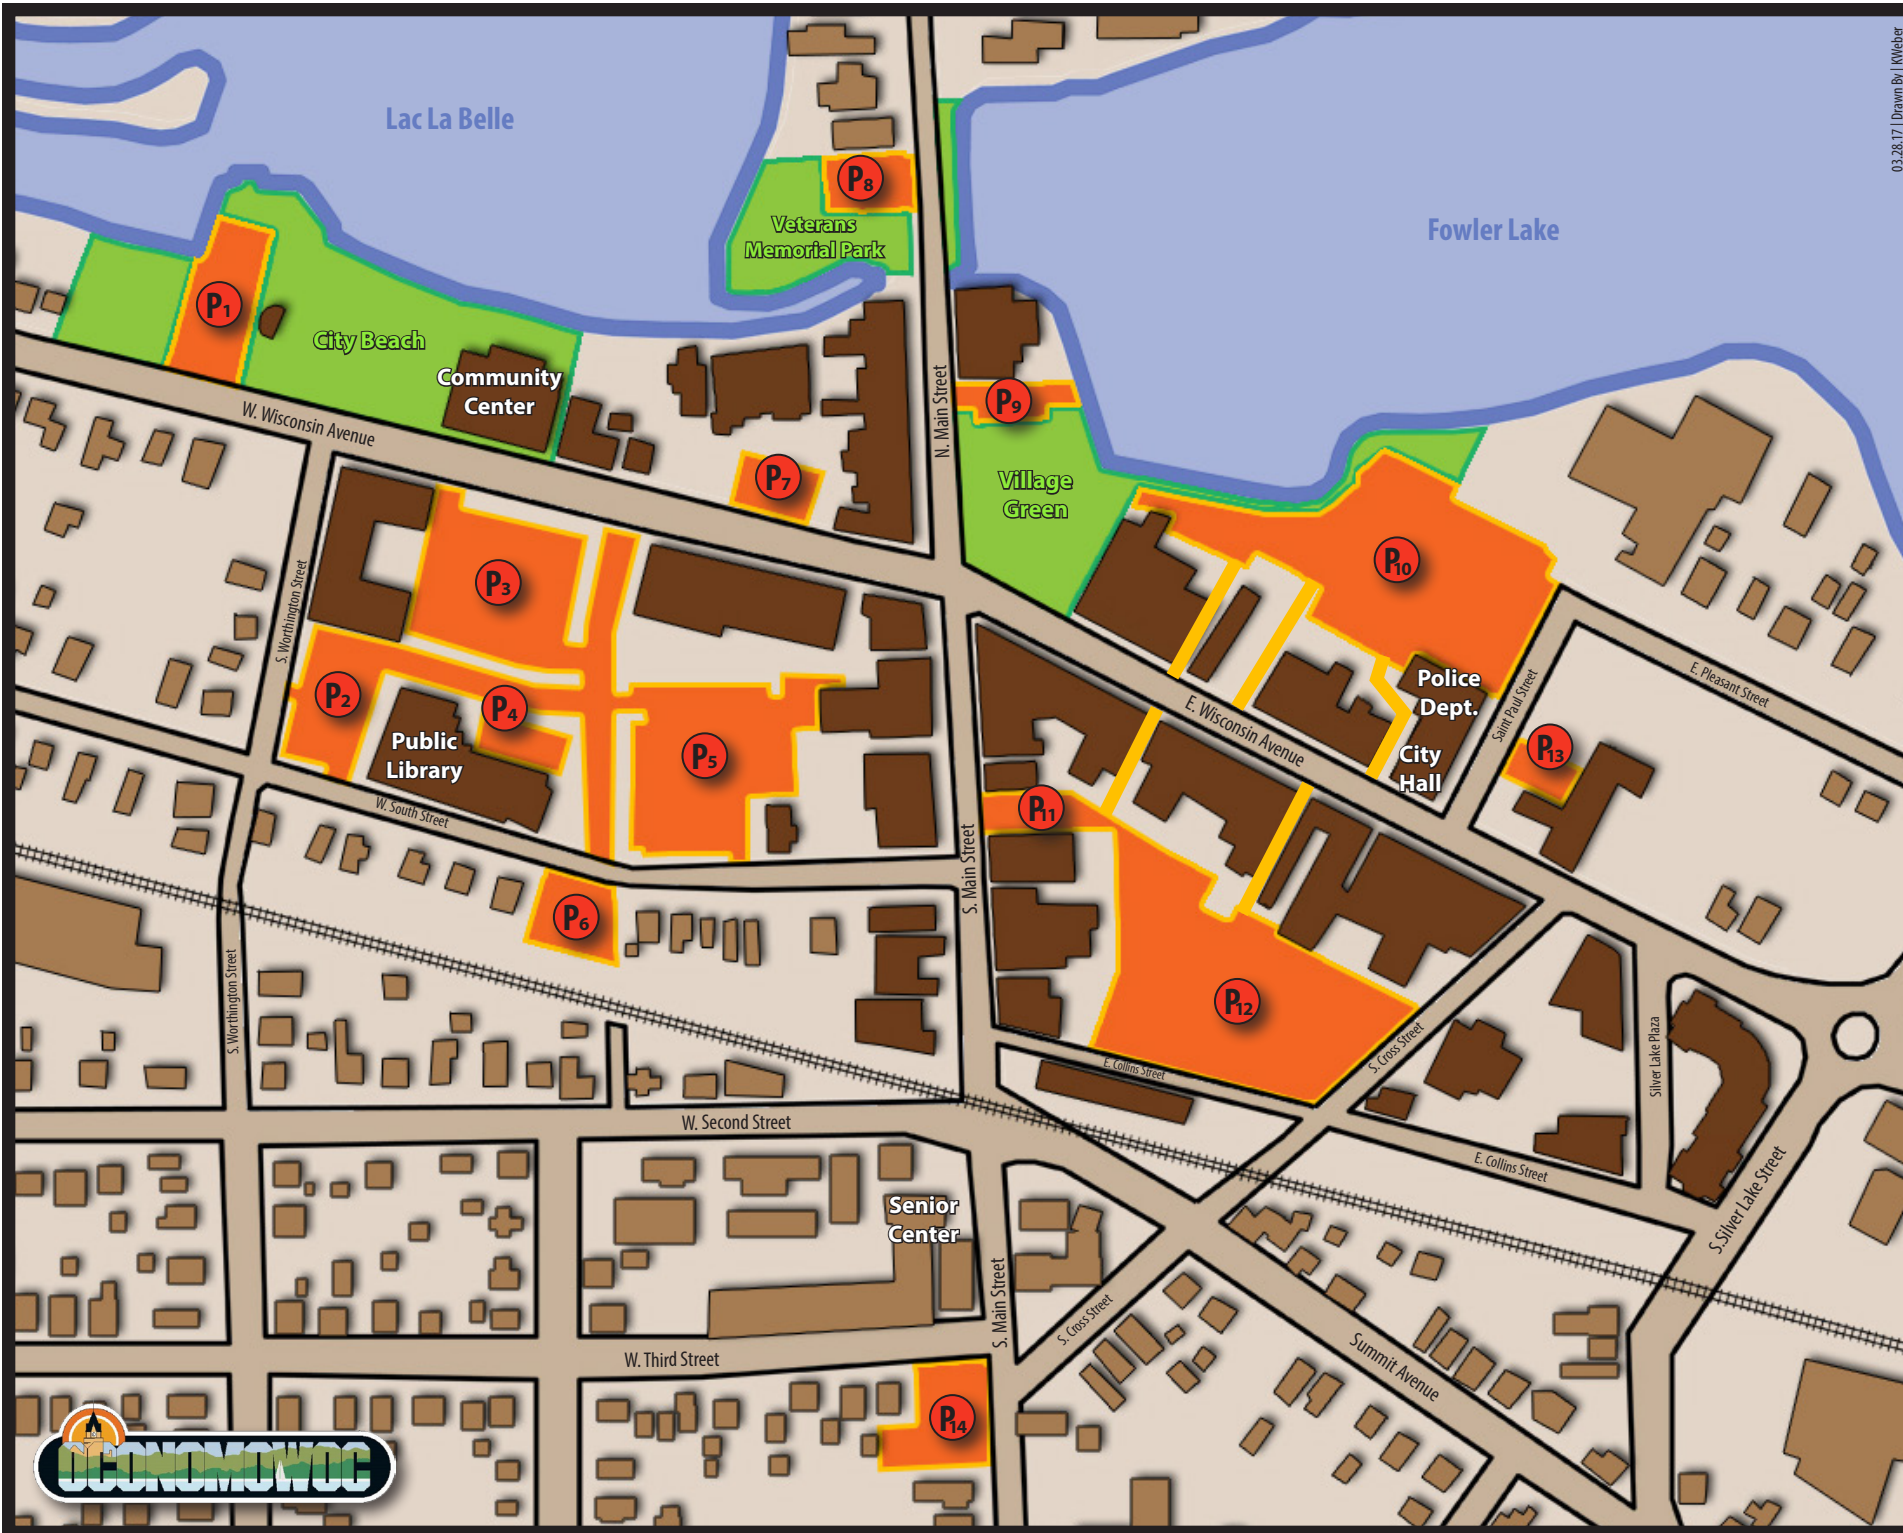 03.28.17 | Drawn By | KWeber
Lac La Belle
Fowler Lake
P8
Veterans
Memorial Park
P1
City Beach
Community
Center
W. Wisconsin Avenue
N. Main Street
P9
P7
Village
Green
P10
P3
S. Worthington Street
P2
P4
Public
Library
P5
W. South Street
E. Wisconsin Avenue
Police
Dept.
City
Hall
Saint Paul Street
E. Pleasant Street
P13
P11
S. Main Street
P6
P12
S. Worthington Street
E. Collins Street
S. Cross Street
Silver Lake Plaza
W. Second Street
E. Collins Street
S.Silver Lake Street
Senior
Center
S. Main Street
S. Cross Street
W. Third Street
Summit Avenue
P14
OCONOMOWOC